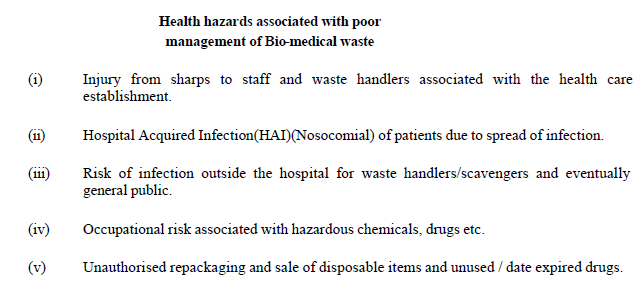 Health hazards associated with poor
management of Bio-medical waste
(i) Injury from sharps to staff and waste handlers associated with the health care
establishment.
(ii) Hospital Acquired Infection(HAI)(Nosocomial) of patients due to spread of infection.
(iii) Risk of infection outside the hospital for waste handlers/scavengers and eventually
general public.
(iv) Occupational risk associated with hazardous chemicals, drugs etc.
(v) Unauthorised repackaging and sale of disposable items and unused / date expired drugs.